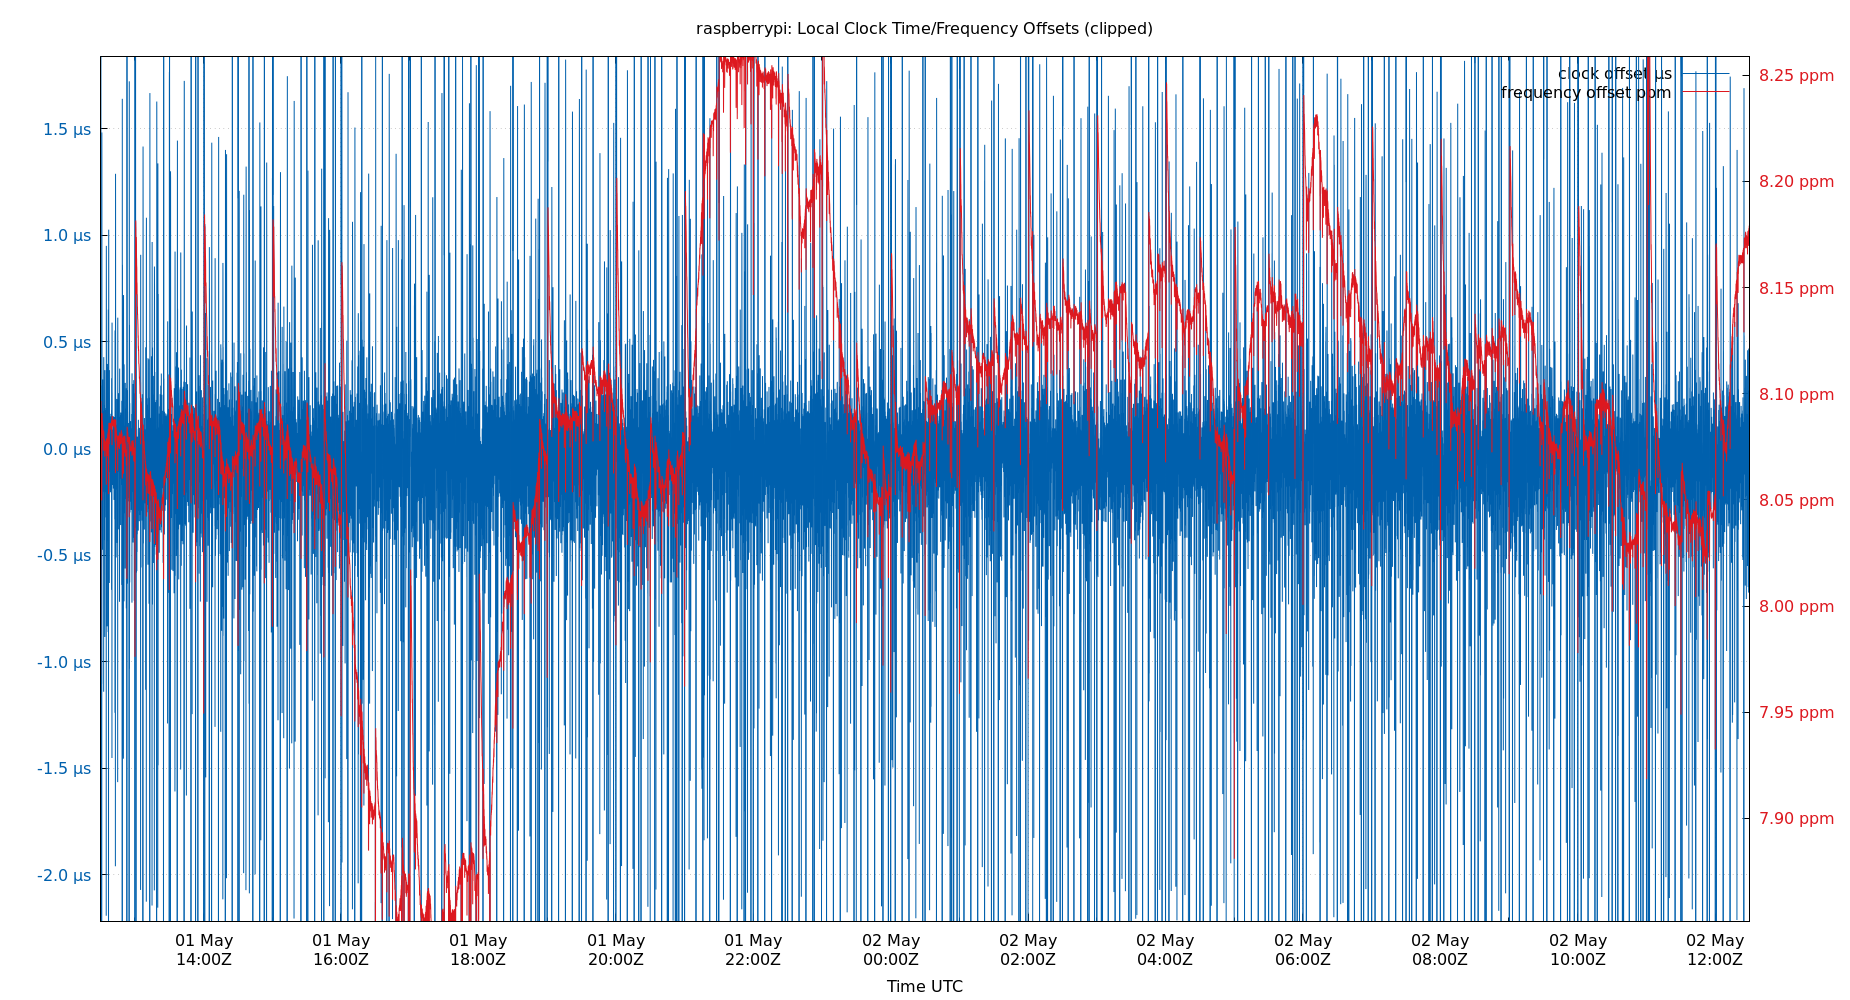 raspberrypi: Local Clock Time/Frequency Offsets (clipped)
clock offset µs
frequency offset ppm
1.5 µs
1.0 µs
0.5 µs
0.0 µs
-0.5 µs
-1.0 µs
-1.5 µs
-2.0 µs
8.25 ppm
8.20 ppm
8.15 ppm
8.10 ppm
8.05 ppm
8.00 ppm
7.95 ppm
7.90 ppm
01 May 01 May 01 May 01 May 01 May 02 May 02 May 02 May 02 May 02 May 02 May 02 May
14:00Z 16:00Z 18:00Z 20:00Z 22:00Z 00:00Z 02:00Z 04:00Z 06:00Z 08:00Z 10:00Z 12:00Z
Time UTC